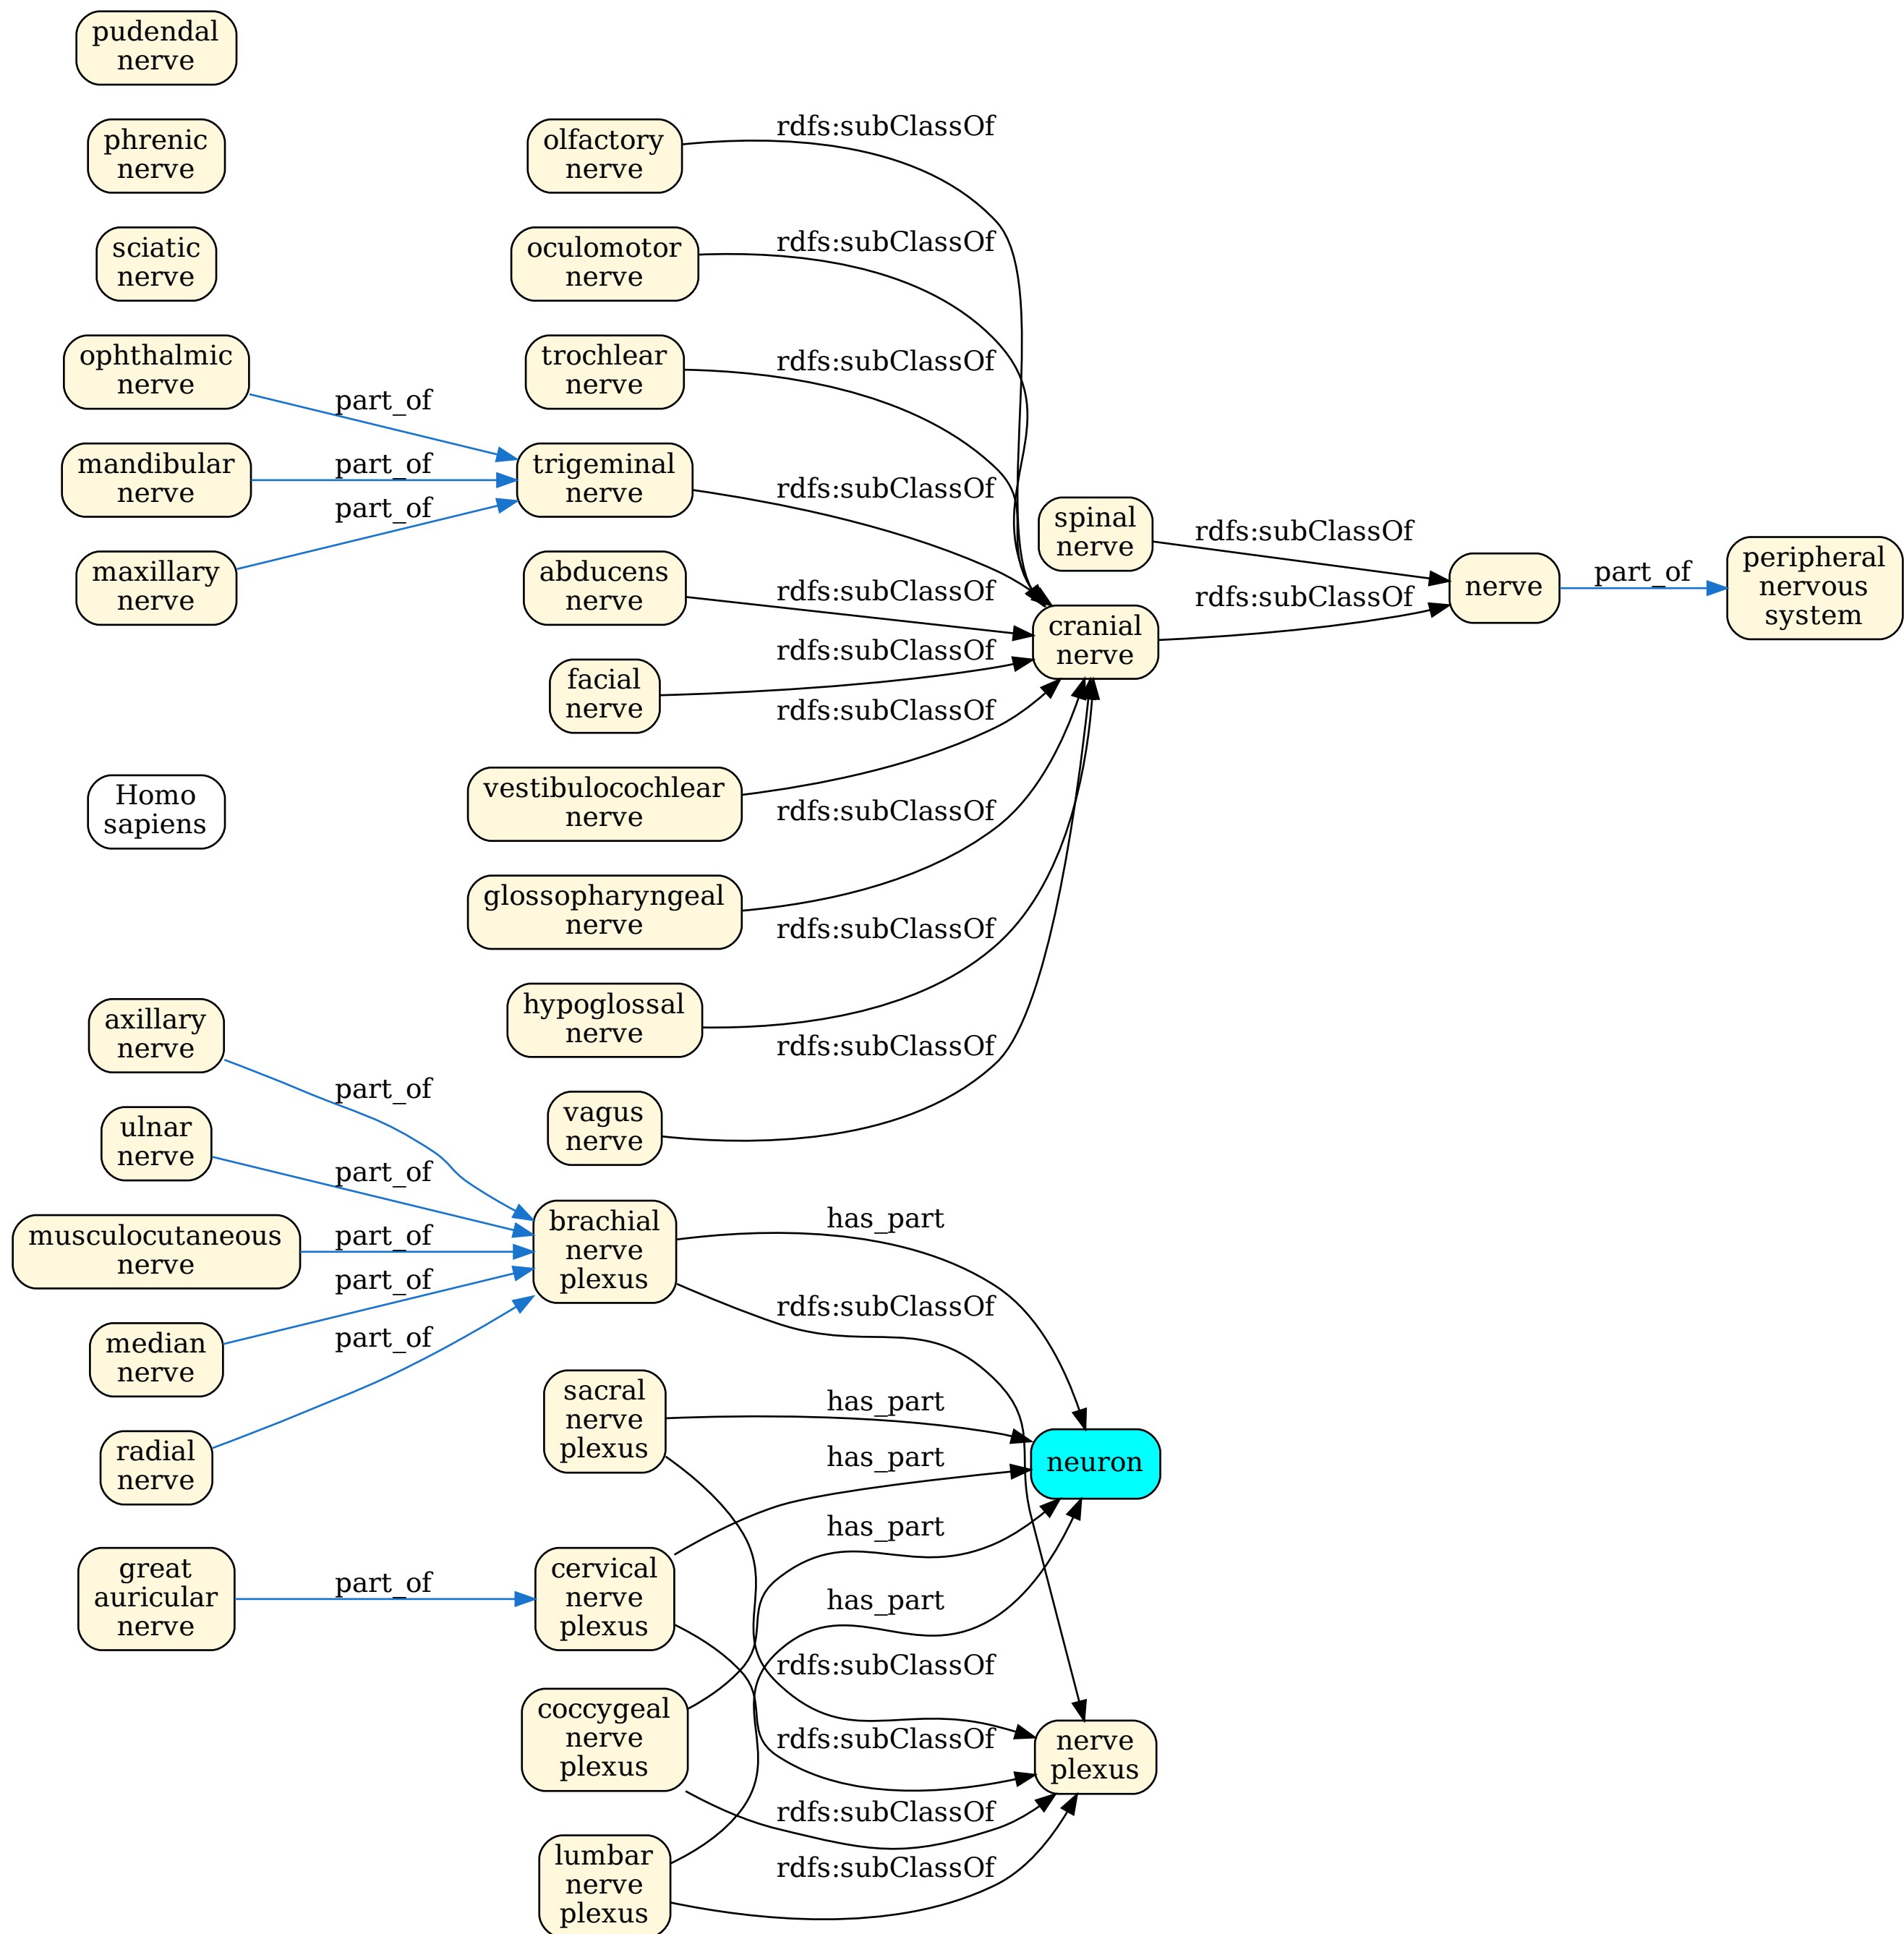 pudendal
nerve
phrenic
nerve
sciatic
nerve
ophthalmic
nerve
mandibular
nerve
maxillary
nerve
Homo
sapiens
axillary
nerve
ulnar
nerve
musculocutaneous
nerve
median
nerve
radial
nerve
great
auricular
nerve
part_of
part_of
part_of
part_of
part_of
part_of
part_of
part_of
part_of
olfactory
nerve
oculomotor
nerve
trochlear
nerve
trigeminal
nerve
abducens
nerve
facial
nerve
vestibulocochlear
nerve
glossopharyngeal
nerve
hypoglossal
nerve
vagus
nerve
brachial
nerve
plexus
sacral
nerve
plexus
cervical
nerve
plexus
coccygeal
nerve
plexus
lumbar
nerve
plexus
rdfs:subClassOf
rdfs:subClassOf
rdfs:subClassOf
rdfs:subClassOf
rdfs:subClassOf
rdfs:subClassOf
rdfs:subClassOf
rdfs:subClassOf
rdfs:subClassOf
rdfs:subClassOf
has_part
rdfs:subClassOf
has_part
has_part
has_part
has_part
rdfs:subClassOf
rdfs:subClassOf
rdfs:subClassOf
rdfs:subClassOf
spinal
nerve
cranial
nerve
neuron
nerve
plexus
rdfs:subClassOf
rdfs:subClassOf
nerve
part_of
peripheral
nervous
system